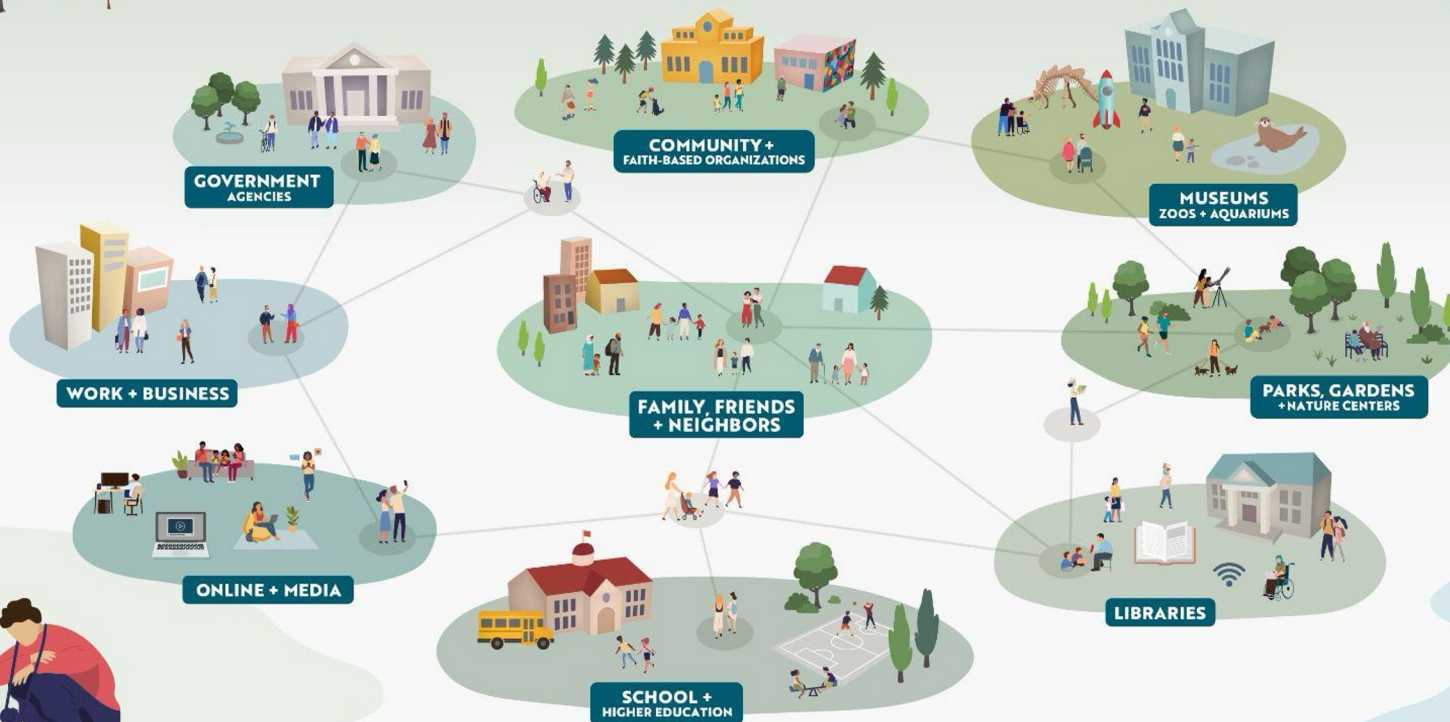 GOVERNMENT
AGENCIES
COMMUNITY +
FAITH-BASED ORGANIZATIONS
MUSEUMS
ZOOS + AQUARIUMS
WORK + BUSINESS
FAMILY, FRIENDS
+ NEIGHBORS
PARKS, GARDENS
+ NATURE CENTERS
ONLINE + MEDIA
LIBRARIES
SCHOOL +
HIGHER EDUCATION